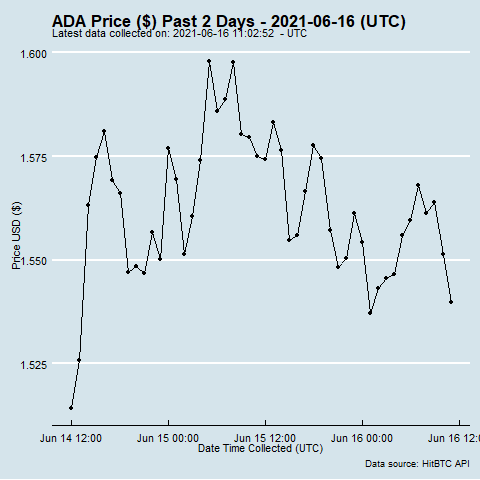 ADA Price ($) Past 2 Days - 2021-06-16 (UTC)
Latest data collected on: 2021-06-16 11:02:52 - UTC
1.600
1.575
1.550
1.525
Price USD ($)
Jun 14 12:00 Jun 15 00:00 Jun 15 12:00 Jun 16 00:00 Jun 16 12:00
Date Time Collected (UTC)
Data source: HitBTC API